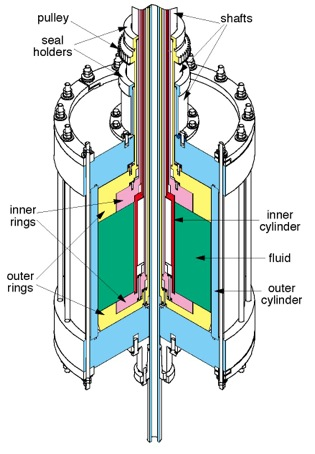 pulley
shafts
seal
holders
inner
rings
inner
cylinder
fluid
outer
rings
outer
cylinder